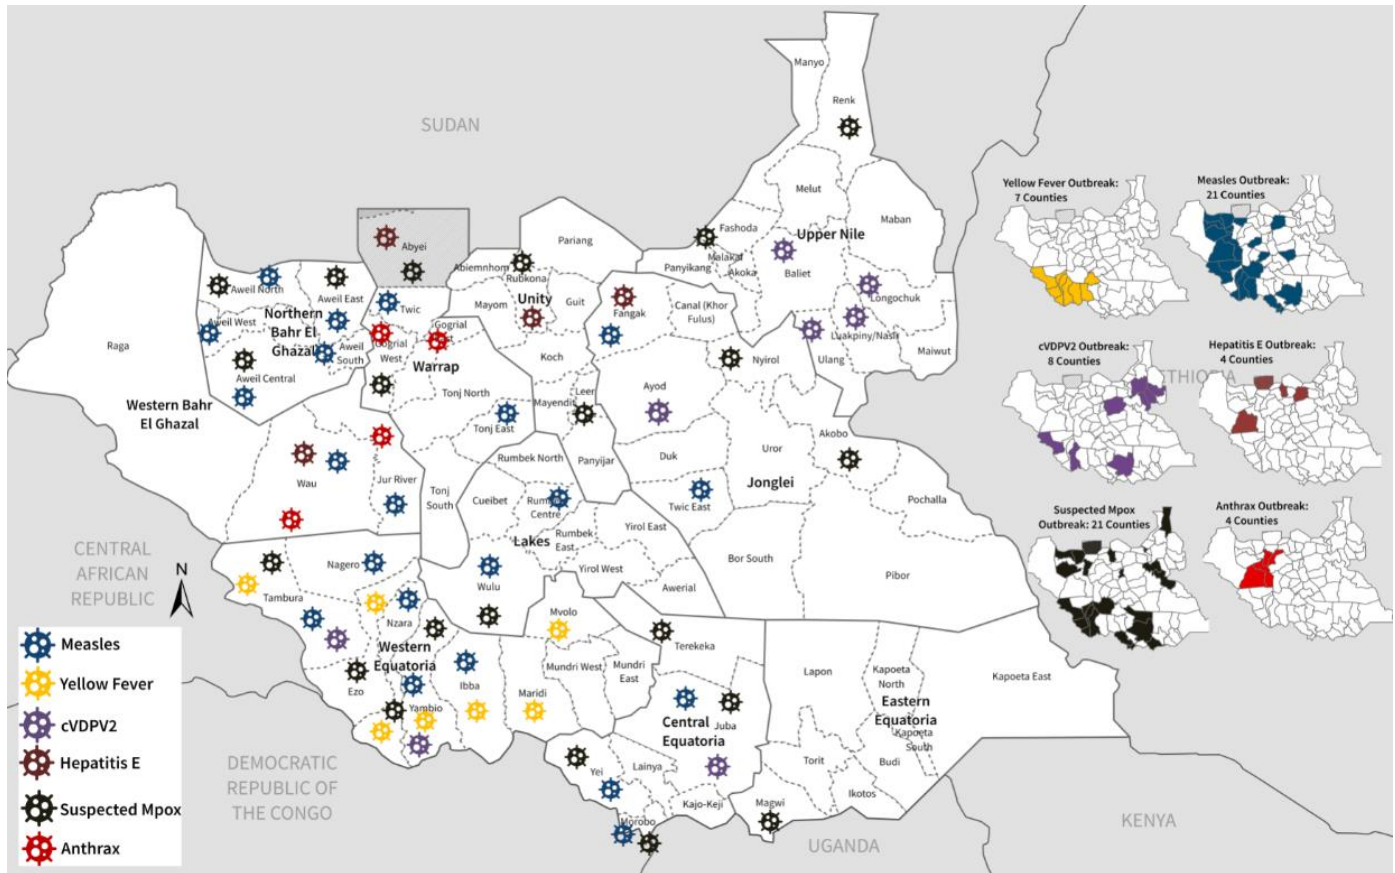 SUDAN
Manyo
Renk
Melut
Maban
Fashoda
Upper Nile
Malakal
Panyikang
Akoka
Baliet
Longochuk
Luakpiny/Nasir
Ulang
Maiwut
Abyei
Pariang
Abiemnhom
Rubkona
Unity
Mayom
Guit
Koch
Leer
Mayendit
Panyijar
Fangak
Canal (Khor
Fulus)
Nyirol
Ayod
Duk
Uror
Akobo
Twic East
Jonglei
Pochalla
Bor South
Pibor
Aweil North
Aweil East
Northern
Bahr El
Ghazal
Aweil West
Aweil
South
Aweil Central
Raga
Western Bahr
El Ghazal
Wau
Jur River
Twic
Gogrial
Gogrial
West
Warrap
Tonj North
Tonj East
Tonj
South
Rumbek North
Cueibet
Rumbek
Centre
Lakes
Rumbek
East
Yirol East
Yirol West
Awerial
Wulu
Nagero
Tambura
Nzara
Western
Equatoria
Ezo
Yambio
Ibba
Maridi
Mvolo
Mundri West
Mundri
East
Terekeka
Juba
Central
Equatoria
Yei
Lainya
Kajo-Keji
Morobo
Magwi
Lapon
Torit
Ikotos
Budi
Kapoeta
North
Eastern
Equatoria
Kapoeta
South
Kapoeta East
CENTRAL
AFRICAN
REPUBLIC
N
DEMOCRATIC
REPUBLIC OF
THE CONGO
UGANDA
KENYA
ETHIOPIA
Measles
Yellow Fever
cVDPV2
Hepatitis E
Suspected Mpox
Anthrax
Yellow Fever Outbreak:
7 Counties
Measles Outbreak:
21 Counties
cVDPV2 Outbreak:
8 Counties
Hepatitis E Outbreak:
4 Counties
Suspected Mpox
Outbreak: 21 Counties
Anthrax Outbreak:
4 Counties